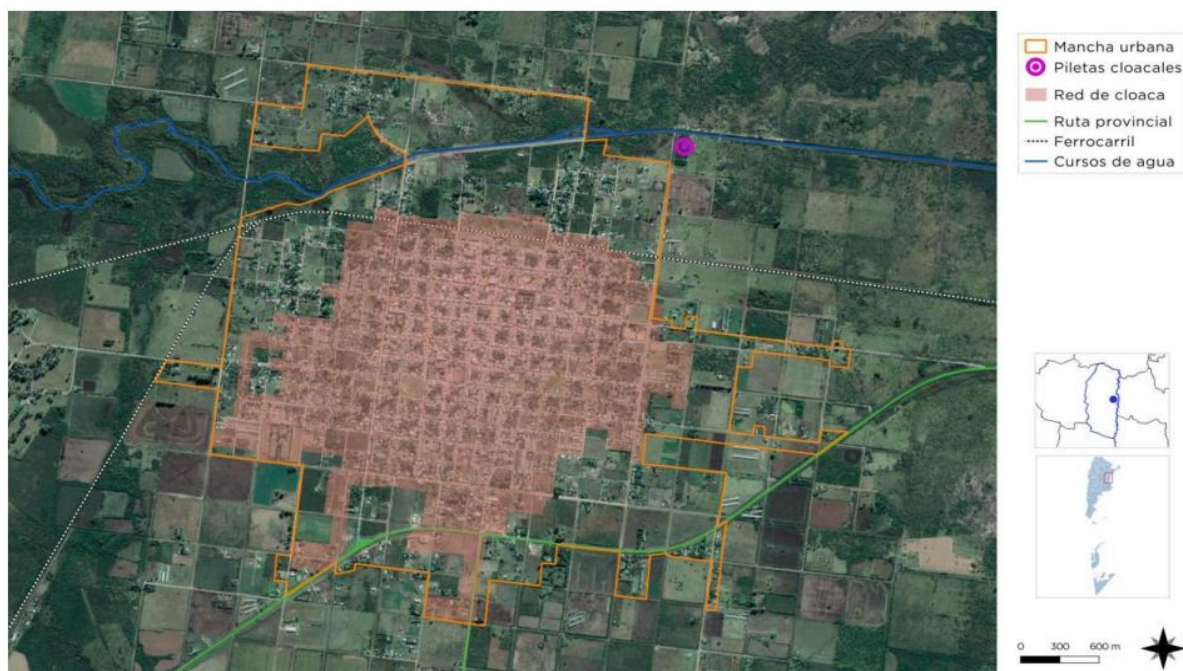 Mancha urbana
Piletas cloacales
Red de cloaca
Ruta provincial
Ferrocarril
Cursos de agua
0 300 600 m